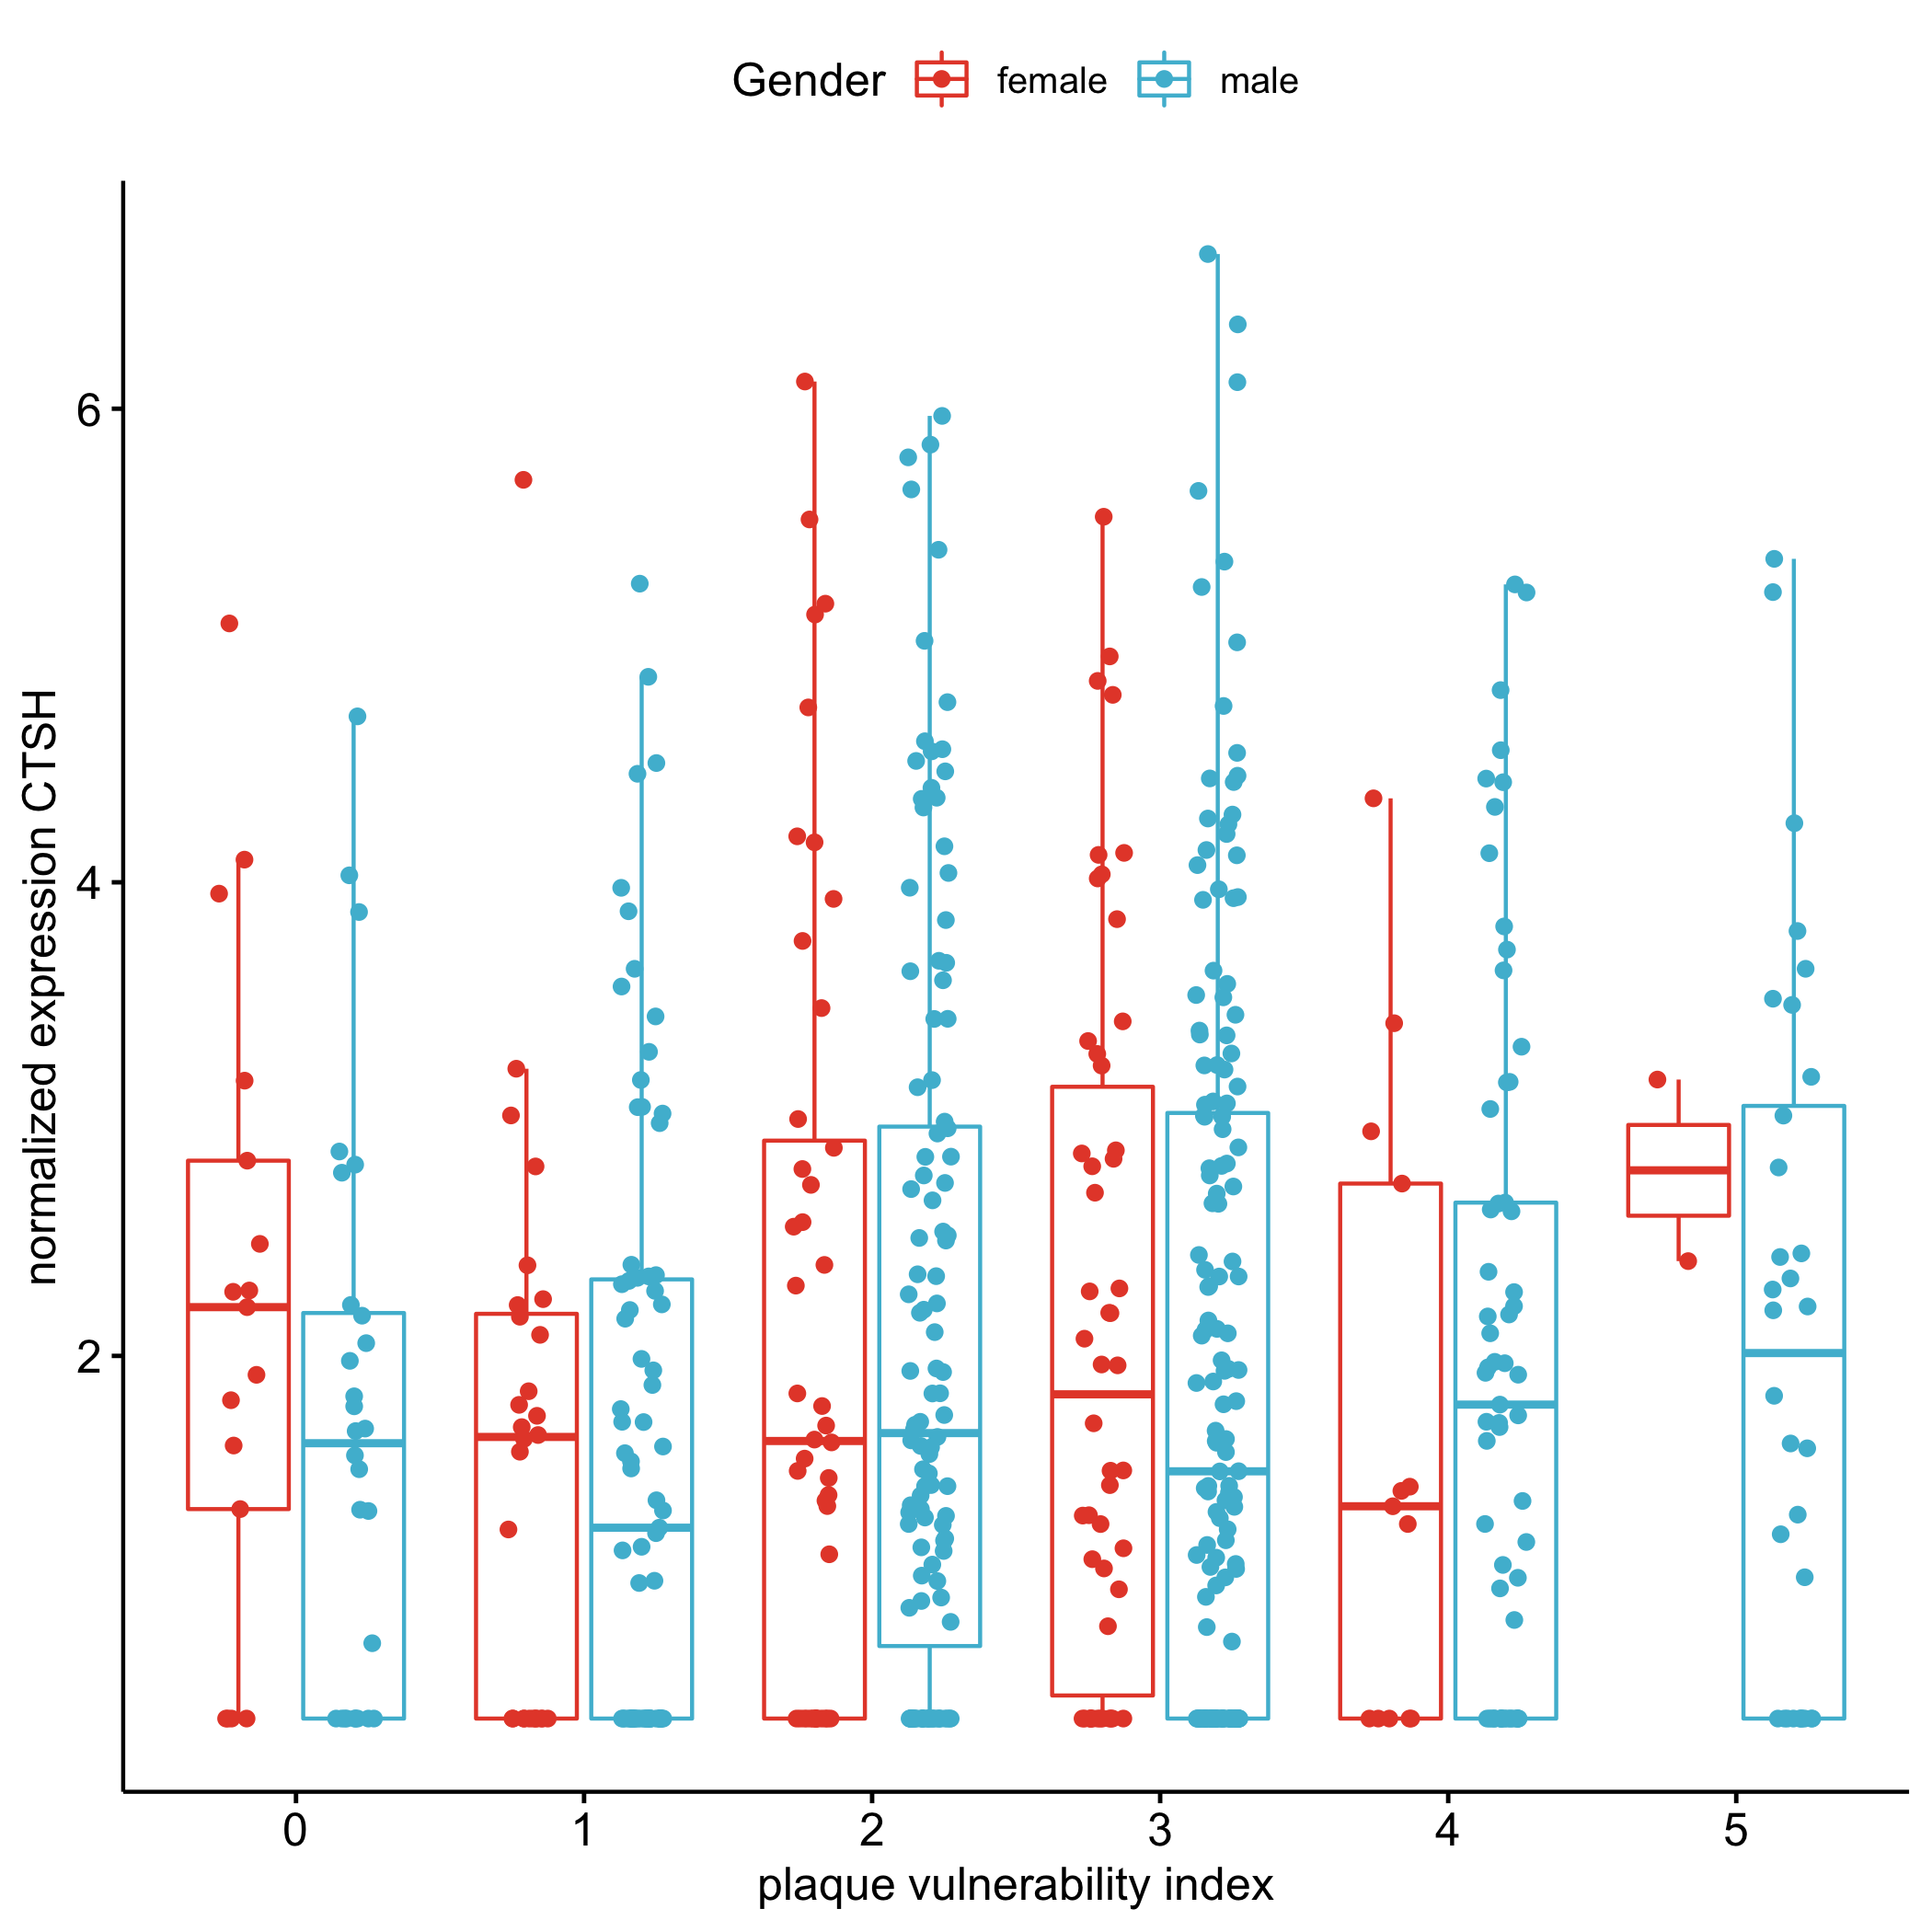 Gender female male
normalized expression CTSH
6
4
2
0 1 2 3 4 5
plaque vulnerability index